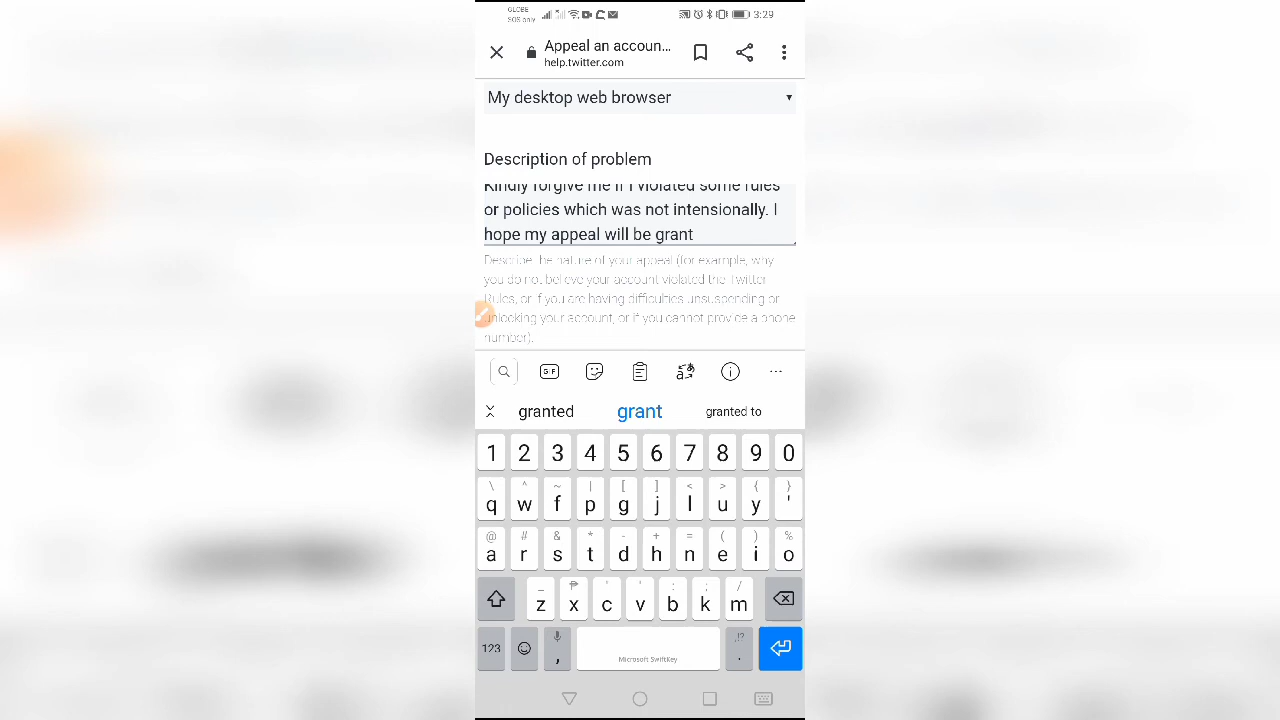 GLOBE
SOS only
3:29
Appeal an accoun...
help.twitter.com
My desktop web browser
Description of problem
Kindly forgive me if I violated some rules
or policies which was not intensionally. I
hope my appeal will be grant
Describe the nature of your appeal (for example, why
you do not believe your account violated the Twitter
Rules, or if you are having difficulties unsuspending or
unlocking your account, or if you cannot provide a phone
number).
GIF
granted grant granted to
1 2 3 4 5 6 7 8 9 0
\ ^ ~ | [ ] < > { }
q w f p g j l u y '
@ # & * - + = ( ) %
a r s t d h n e i o
_ ₱ " ' : ; /
z x c v b k m
123 , Microsoft SwiftKey ,!? .